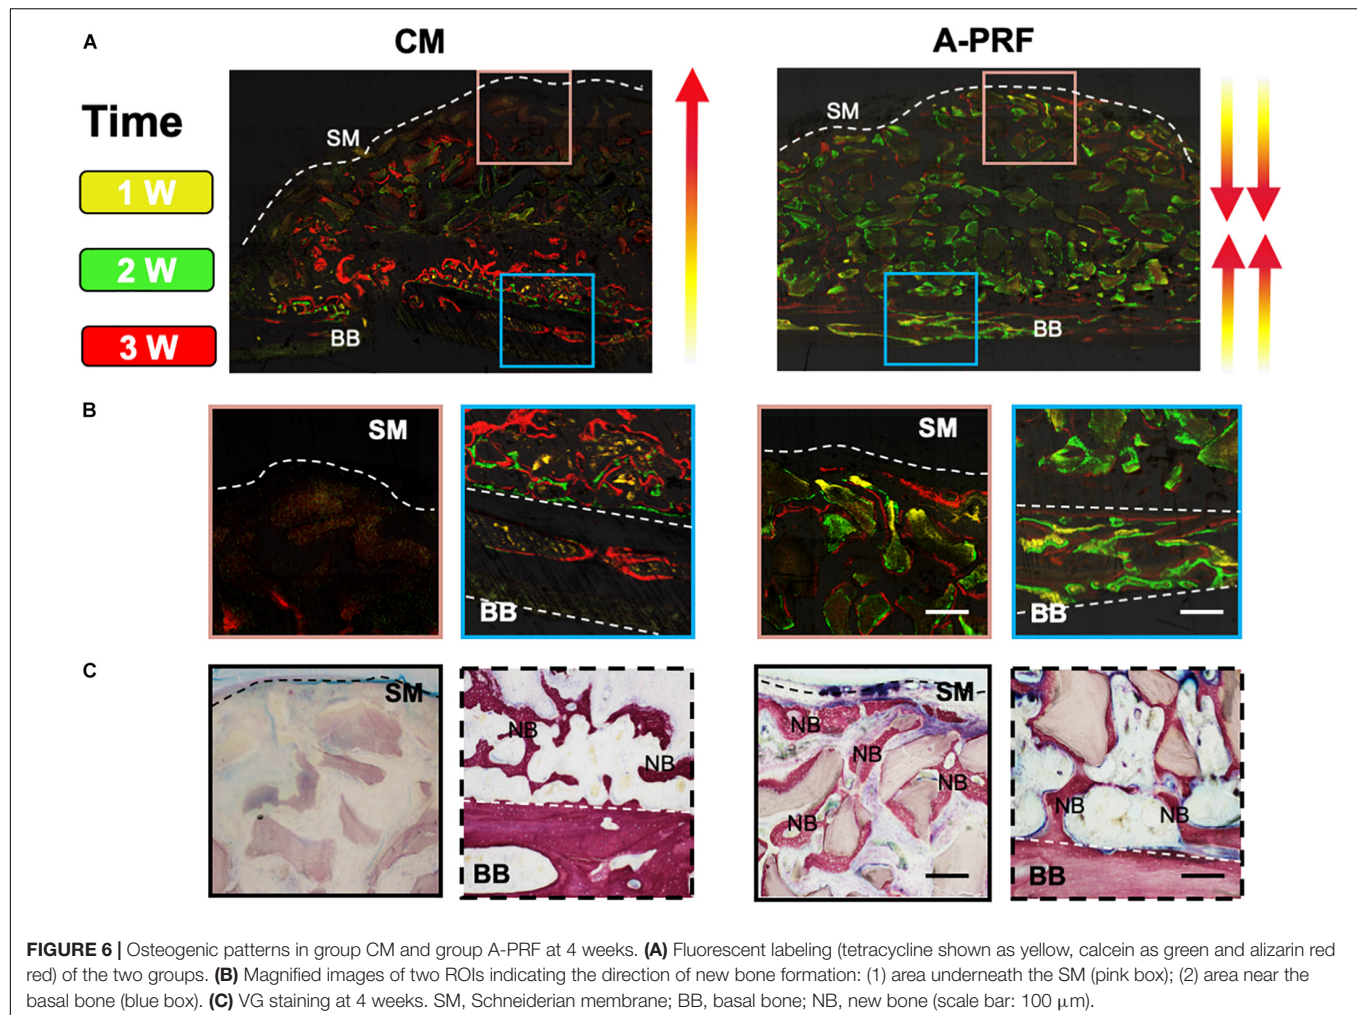 A
CM
A-PRF
Time
1 W
2 W
3 W
SM
BB
SM
BB
B
SM
BB
SM
BB
C
SM
NB
NB
BB
SM
NB
NB
NB
NB
NB
NB
BB
FIGURE 6 | Osteogenic patterns in group CM and group A-PRF at 4 weeks. (A) Fluorescent labeling (tetracycline shown as yellow, calcein as green and alizarin red
red) of the two groups. (B) Magnified images of two ROIs indicating the direction of new bone formation: (1) area underneath the SM (pink box); (2) area near the
basal bone (blue box). (C) VG staining at 4 weeks. SM, Schneiderian membrane; BB, basal bone; NB, new bone (scale bar: 100 μm).